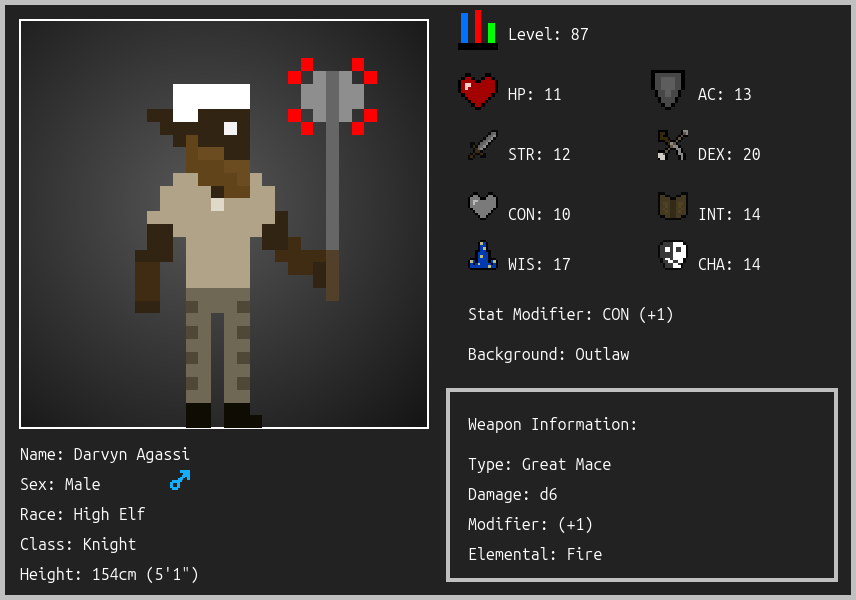 Level: 87
HP: 11
AC: 13
STR: 12
DEX: 20
CON: 10
INT: 14
WIS: 17
CHA: 14
Stat Modifier: CON (+1)
Background: Outlaw
Weapon Information:
Type: Great Mace
Damage: d6
Modifier: (+1)
Elemental: Fire
Name: Darvyn Agassi
Sex: Male
Race: High Elf
Class: Knight
Height: 154cm (5'1")